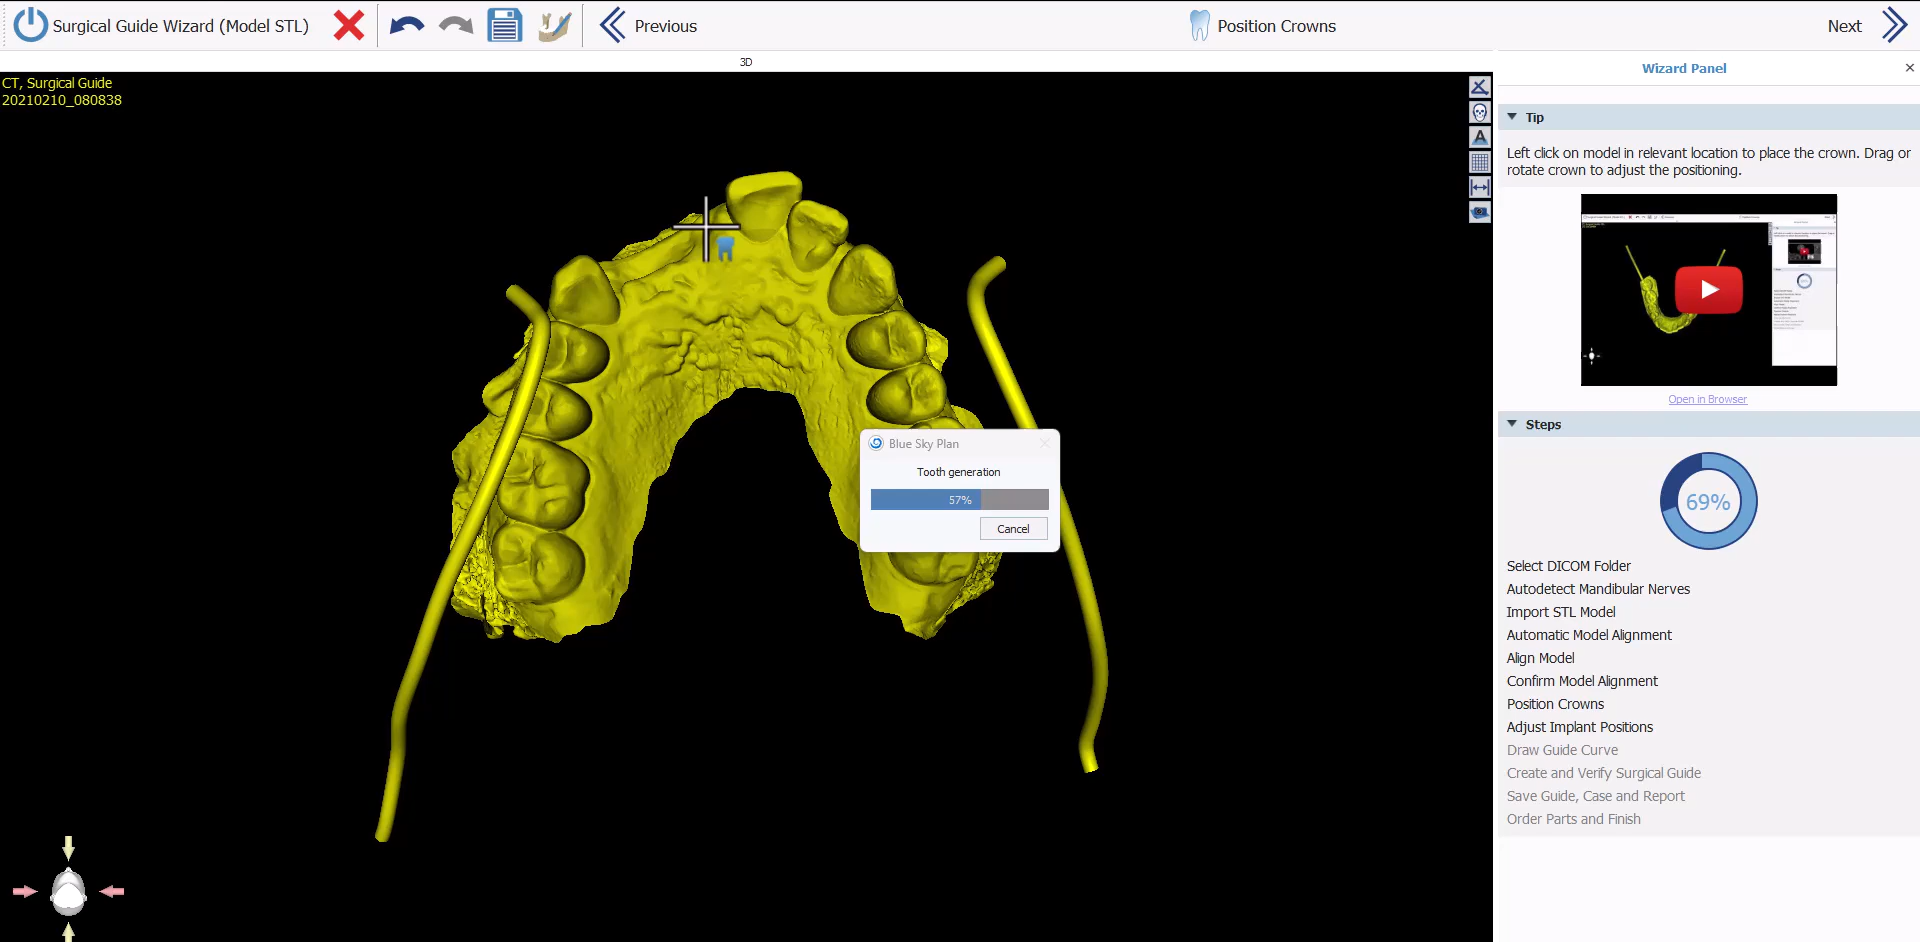 Surgical Guide Wizard (Model STL)
Previous
Position Crowns
Next
3D
CT, Surgical Guide
20210210_080838
Wizard Panel
Tip
Left click on model in relevant location to place the crown. Drag or
rotate crown to adjust the positioning.
Open in Browser
Steps
69%
Select DICOM Folder
Autodetect Mandibular Nerves
Import STL Model
Automatic Model Alignment
Align Model
Confirm Model Alignment
Position Crowns
Adjust Implant Positions
Draw Guide Curve
Create and Verify Surgical Guide
Save Guide, Case and Report
Order Parts and Finish
Blue Sky Plan
Tooth generation
57%
Cancel